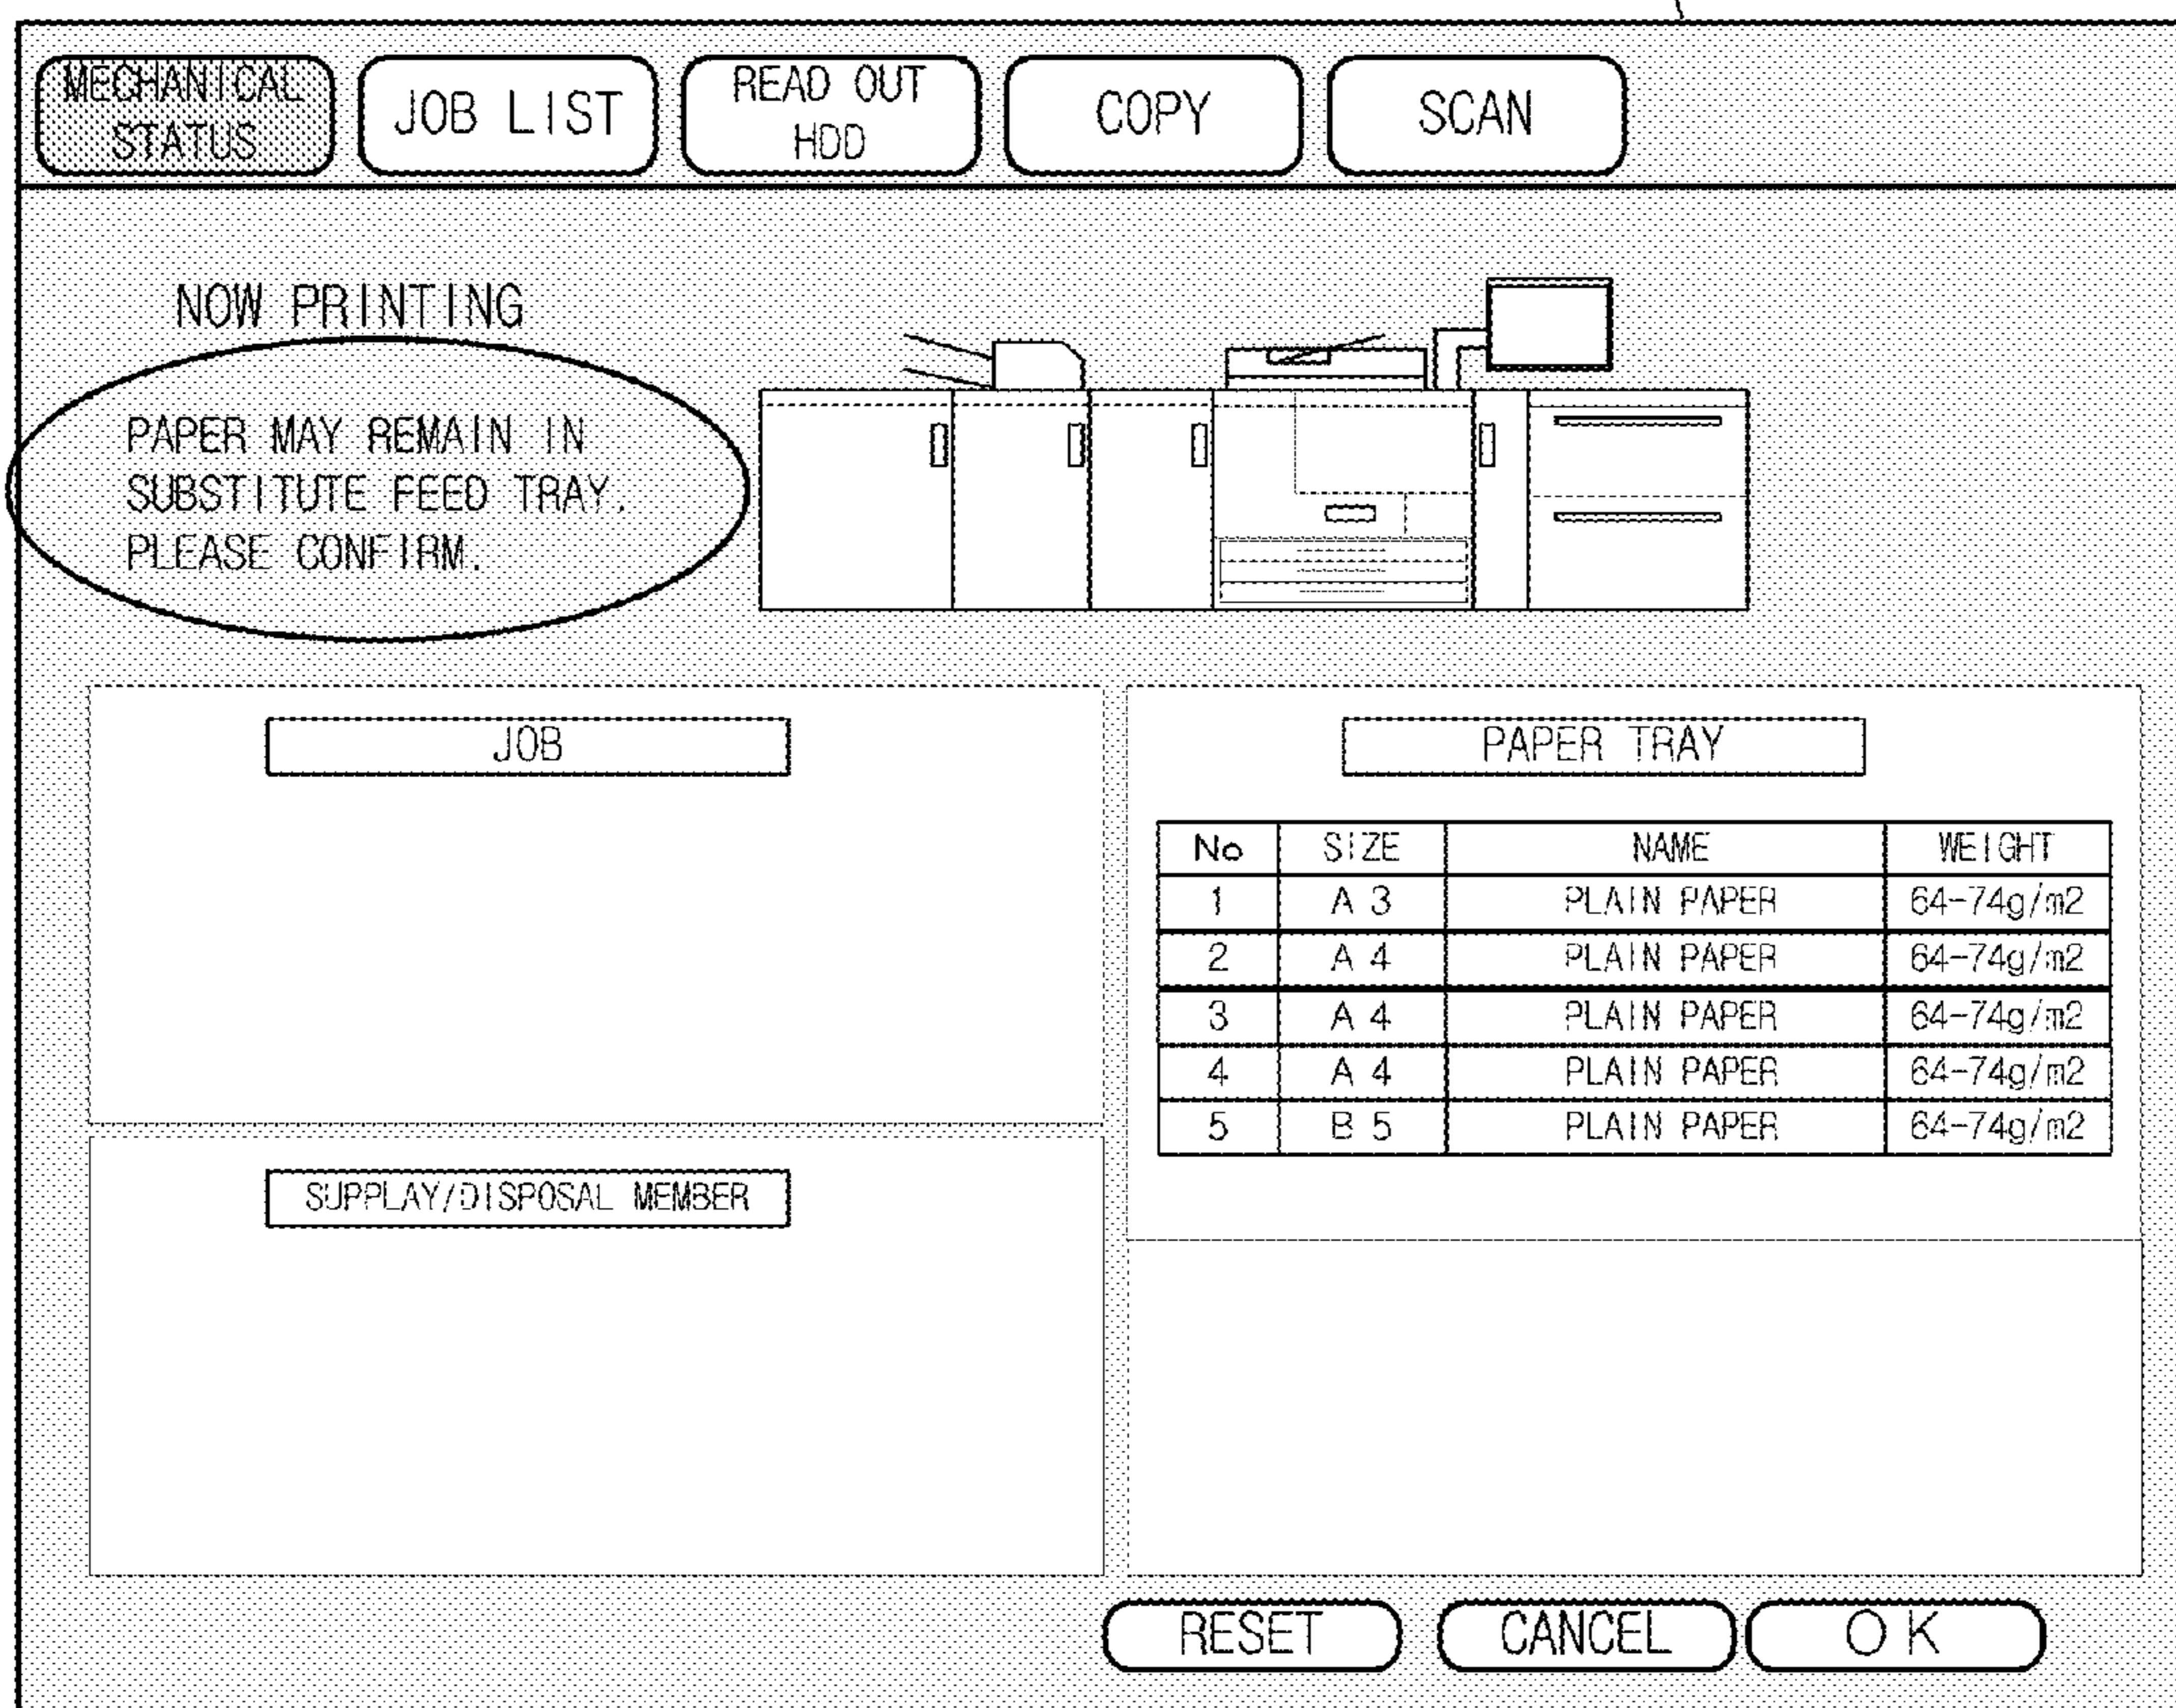 MECHANICAL
STATUS
JOB LIST
READ OUT
HDD
COPY
SCAN
NOW PRINTING
PAPER MAY REMAIN IN
SUBSTITUTE FEED TRAY.
PLEASE CONFIRM.
JOB
SUPPLAY/DISPOSAL MEMBER
PAPER TRAY
No SIZE NAME WEIGHT
1 A 3 PLAIN PAPER 64-74g/m2
2 A 4 PLAIN PAPER 64-74g/m2
3 A 4 PLAIN PAPER 64-74g/m2
4 A 4 PLAIN PAPER 64-74g/m2
5 B 5 PLAIN PAPER 64-74g/m2
RESET
CANCEL
OK